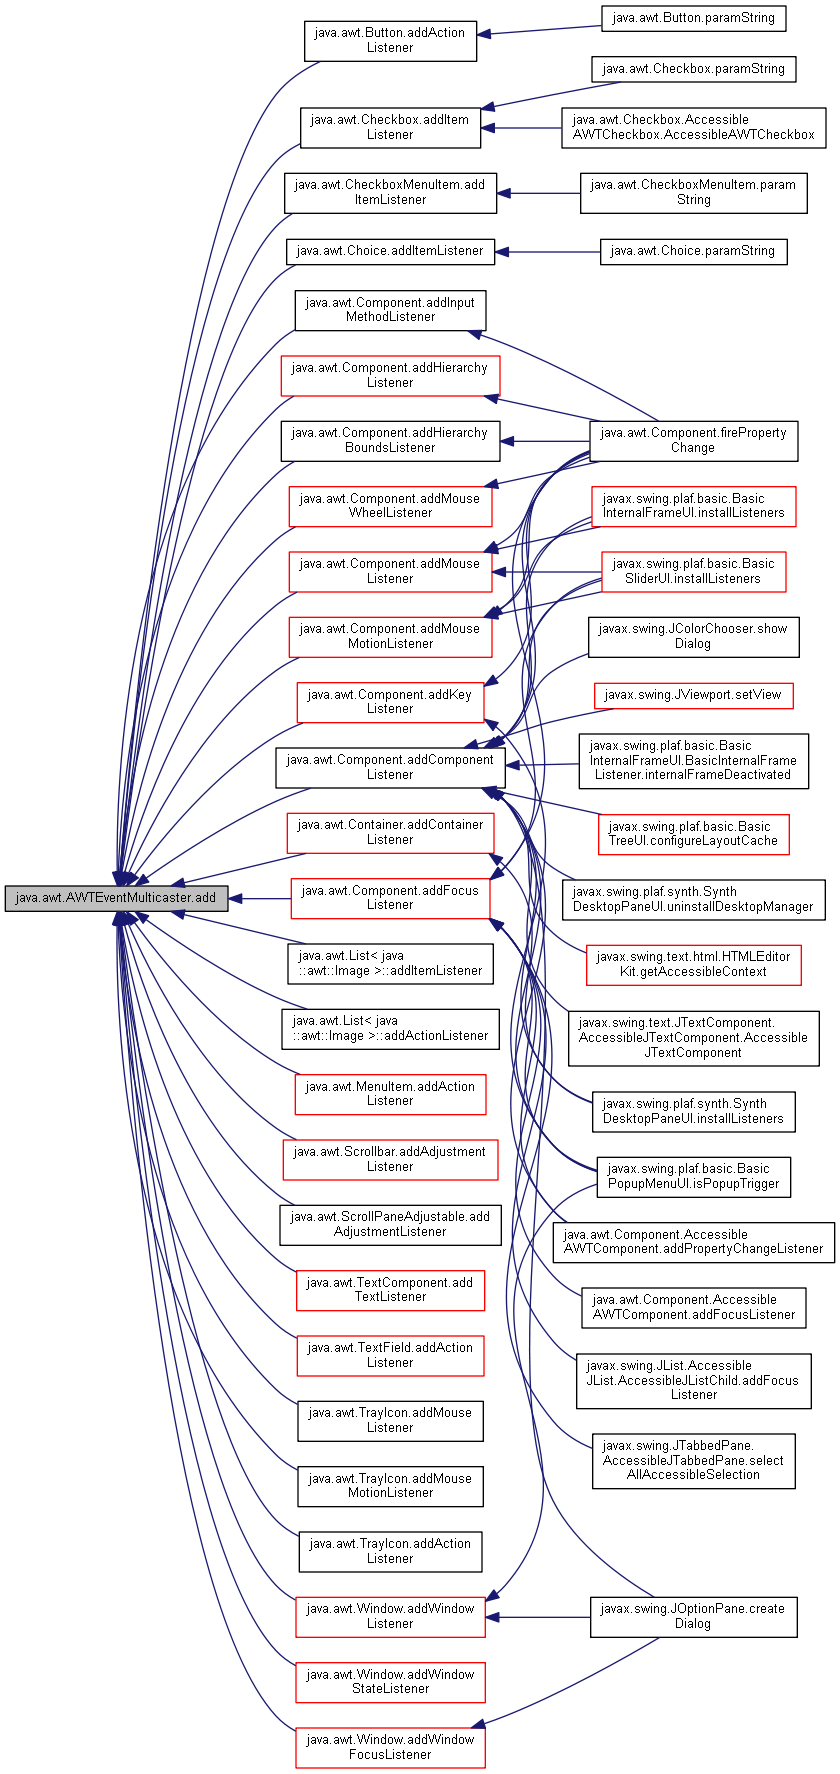 java.awt.AWTEventMulticaster.add
java.awt.Button.addAction
Listener
java.awt.Checkbox.addItem
Listener
java.awt.CheckboxMenuItem.add
ItemListener
java.awt.Choice.addItemListener
java.awt.Component.addInput
MethodListener
java.awt.Component.addHierarchy
Listener
java.awt.Component.addHierarchy
BoundsListener
java.awt.Component.addMouse
WheelListener
java.awt.Component.addMouse
Listener
java.awt.Component.addMouse
MotionListener
java.awt.Component.addKey
Listener
java.awt.Component.addComponent
Listener
java.awt.Container.addContainer
Listener
java.awt.Component.addFocus
Listener
java.awt.List< java
::awt::Image >::addItemListener
java.awt.List< java
::awt::Image >::addActionListener
java.awt.MenuItem.addAction
Listener
java.awt.Scrollbar.addAdjustment
Listener
java.awt.ScrollPaneAdjustable.add
AdjustmentListener
java.awt.TextComponent.add
TextListener
java.awt.TextField.addAction
Listener
java.awt.TrayIcon.addMouse
Listener
java.awt.TrayIcon.addMouse
MotionListener
java.awt.TrayIcon.addAction
Listener
java.awt.Window.addWindow
Listener
java.awt.Window.addWindow
StateListener
java.awt.Window.addWindow
FocusListener
java.awt.Button.paramString
java.awt.Checkbox.paramString
java.awt.Checkbox.Accessible
AWTCheckbox.AccessibleAWTCheckbox
java.awt.CheckboxMenuItem.param
String
java.awt.Choice.paramString
java.awt.Component.fireProperty
Change
javax.swing.plaf.basic.Basic
InternalFrameUI.installListeners
javax.swing.plaf.basic.Basic
SliderUI.installListeners
javax.swing.JColorChooser.show
Dialog
javax.swing.JViewport.setView
javax.swing.plaf.basic.Basic
InternalFrameUI.BasicInternalFrame
Listener.internalFrameDeactivated
javax.swing.plaf.basic.Basic
TreeUI.configureLayoutCache
javax.swing.plaf.synth.Synth
DesktopPaneUI.uninstallDesktopManager
javax.swing.text.html.HTMLEditor
Kit.getAccessibleContext
javax.swing.text.JTextComponent.
AccessibleJTextComponent.Accessible
JTextComponent
javax.swing.plaf.synth.Synth
DesktopPaneUI.installListeners
javax.swing.plaf.basic.Basic
PopupMenuUI.isPopupTrigger
java.awt.Component.Accessible
AWTComponent.addPropertyChangeListener
java.awt.Component.Accessible
AWTComponent.addFocusListener
javax.swing.JList.Accessible
JList.AccessibleJListChild.addFocus
Listener
javax.swing.JTabbedPane.
AccessibleJTabbedPane.select
AllAccessibleSelection
javax.swing.JOptionPane.create
Dialog